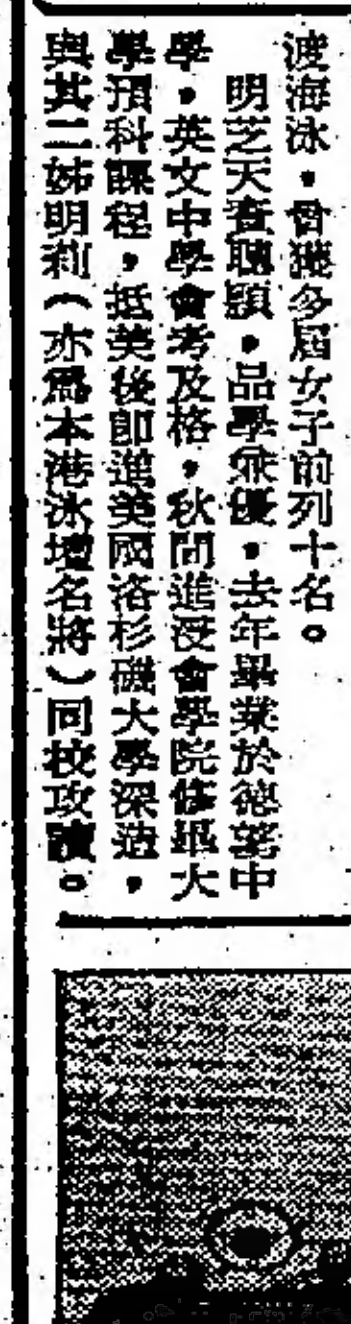 渡海泳，曾獲多屆女子前列十名。
明芝天資聰穎，品學兼優，去年畢業於德望中
學，英文中學會考及格，秋間進浸會學院修畢大
學預科課程，抵美後即進美國洛杉磯大學深造，
與其二姊明莉（亦為本港泳壇名將）同校攻讀。